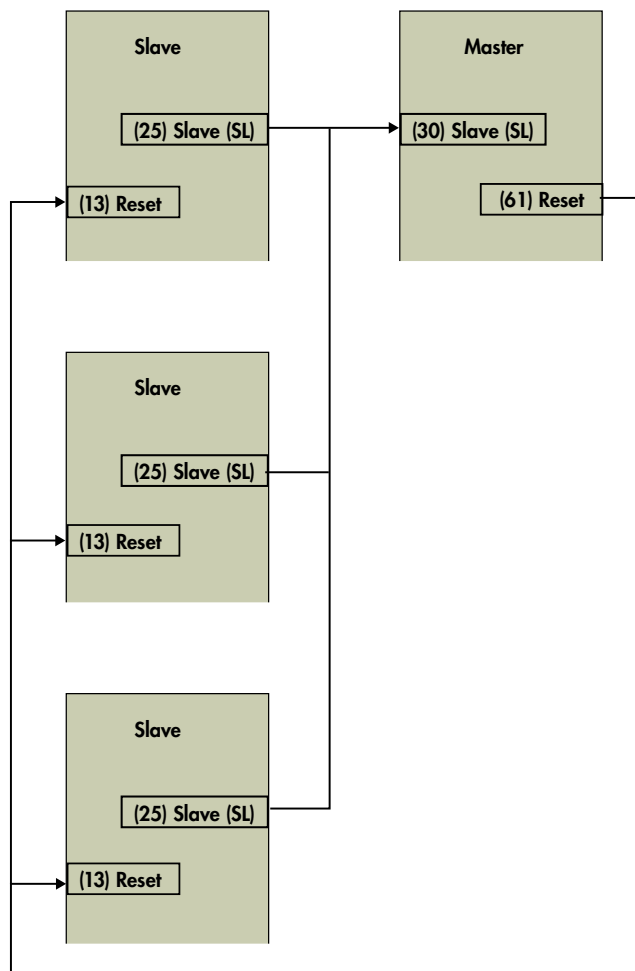 Slave
(25) Slave (SL)
(13) Reset
Master
(30) Slave (SL)
(61) Reset
Slave
(25) Slave (SL)
(13) Reset
Slave
(25) Slave (SL)
(13) Reset